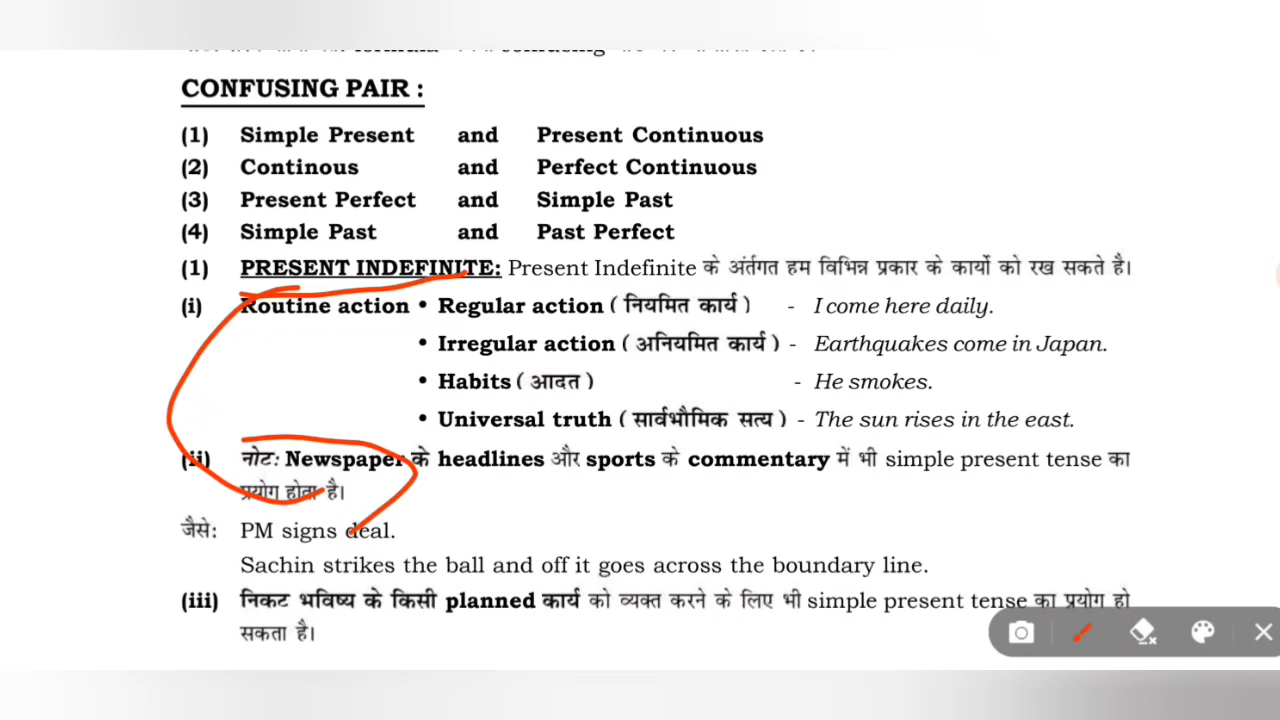 formula confusing
CONFUSING PAIR :
(1) Simple Present and Present Continuous
(2) Continous and Perfect Continuous
(3) Present Perfect and Simple Past
(4) Simple Past and Past Perfect
(1) PRESENT INDEFINITE: Present Indefinite के अंर्तगत हम विभिन्न प्रकार के कार्यो को रख सकते है।
(i) Routine action • Regular action ( नियमित कार्य ) - I come here daily.
• Irregular action ( अनियमित कार्य ) - Earthquakes come in Japan.
• Habits ( आदत ) - He smokes.
• Universal truth ( सार्वभौमिक सत्य ) - The sun rises in the east.
(ii) नोट: Newspaper के headlines और sports के commentary में भी simple present tense का
प्रयोग होता है।
जैसे: PM signs deal.
Sachin strikes the ball and off it goes across the boundary line.
(iii) निकट भविष्य के किसी planned कार्य को व्यक्त करने के लिए भी simple present tense का प्रयोग हो
सकता है।